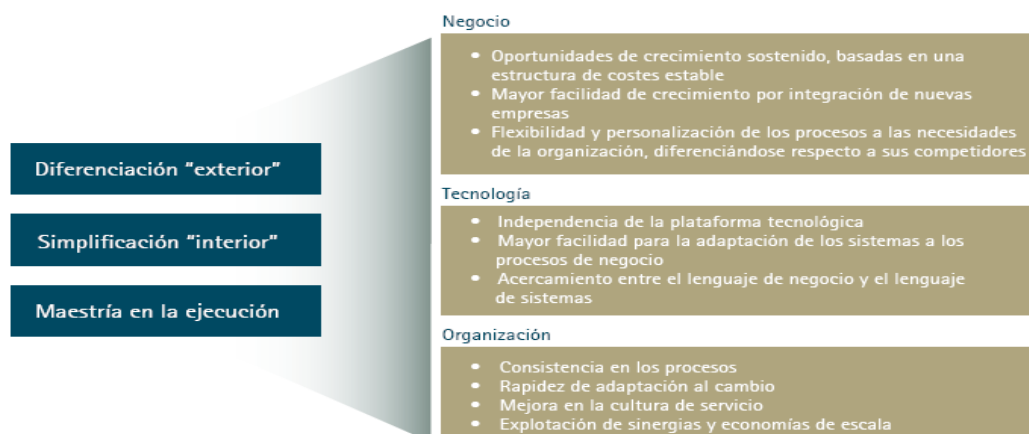 Diferenciación "exterior"
Simplificación "interior"
Maestría en la ejecución
Negocio
• Oportunidades de crecimiento sostenido, basadas en una
estructura de costes estable
• Mayor facilidad de crecimiento por integración de nuevas
empresas
• Flexibilidad y personalización de los procesos a las necesidades
de la organización, diferenciándose respecto a sus competidores
Tecnología
• Independencia de la plataforma tecnológica
• Mayor facilidad para la adaptación de los sistemas a los
procesos de negocio
• Acercamiento entre el lenguaje de negocio y el lenguaje
de sistemas
Organización
• Consistencia en los procesos
• Rapidez de adaptación al cambio
• Mejora en la cultura de servicio
• Explotación de sinergias y economías de escala